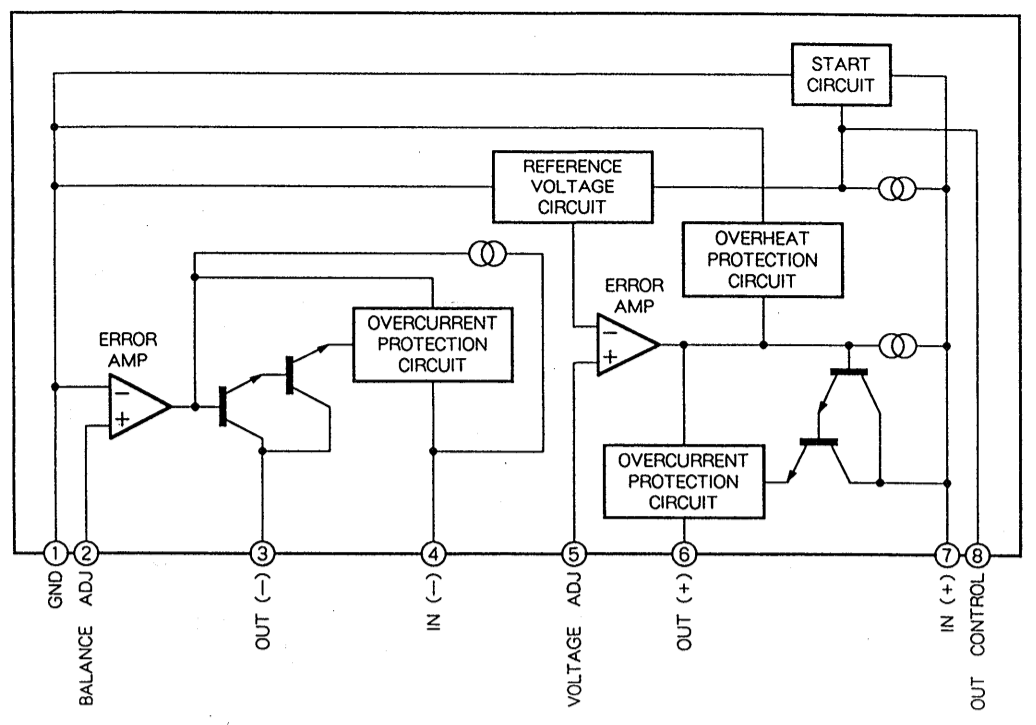 START
CIRCUIT
REFERENCE
VOLTAGE
CIRCUIT
OVERHEAT
PROTECTION
CIRCUIT
ERROR
AMP
−
+
OVERCURRENT
PROTECTION
CIRCUIT
ERROR
AMP
−
+
OVERCURRENT
PROTECTION
CIRCUIT
1
2
3
4
5
6
7
8
GND
BALANCE ADJ
OUT (−)
IN (−)
VOLTAGE ADJ
OUT (+)
IN (+)
OUT CONTROL